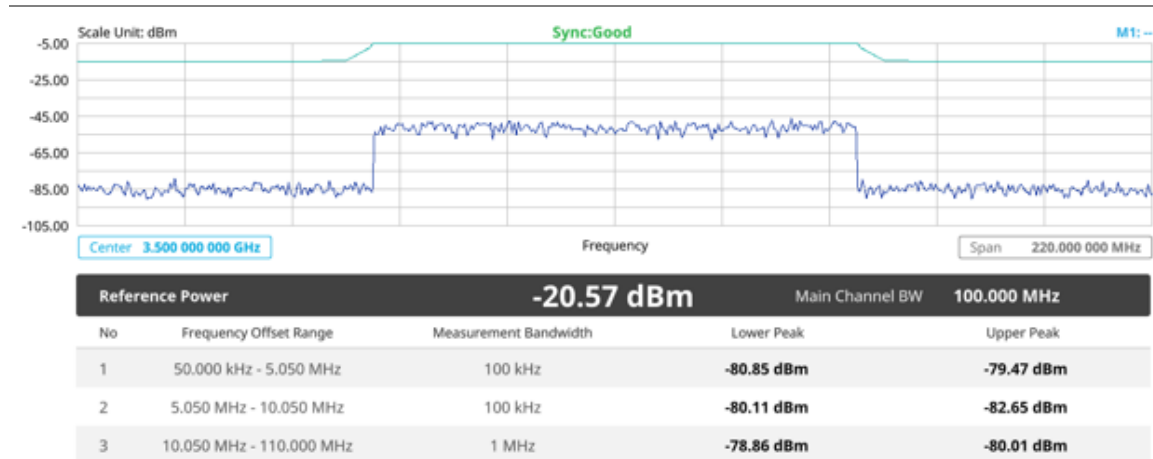 Scale Unit: dBm Sync:Good M1: --
-5.00
-25.00
-45.00
-65.00
-85.00
-105.00
Center 3.500 000 000 GHz Frequency Span 220.000 000 MHz
Reference Power -20.57 dBm Main Channel BW 100.000 MHz
No Frequency Offset Range Measurement Bandwidth Lower Peak Upper Peak
1 50.000 kHz - 5.050 MHz 100 kHz -80.85 dBm -79.47 dBm
2 5.050 MHz - 10.050 MHz 100 kHz -80.11 dBm -82.65 dBm
3 10.050 MHz - 110.000 MHz 1 MHz -78.86 dBm -80.01 dBm